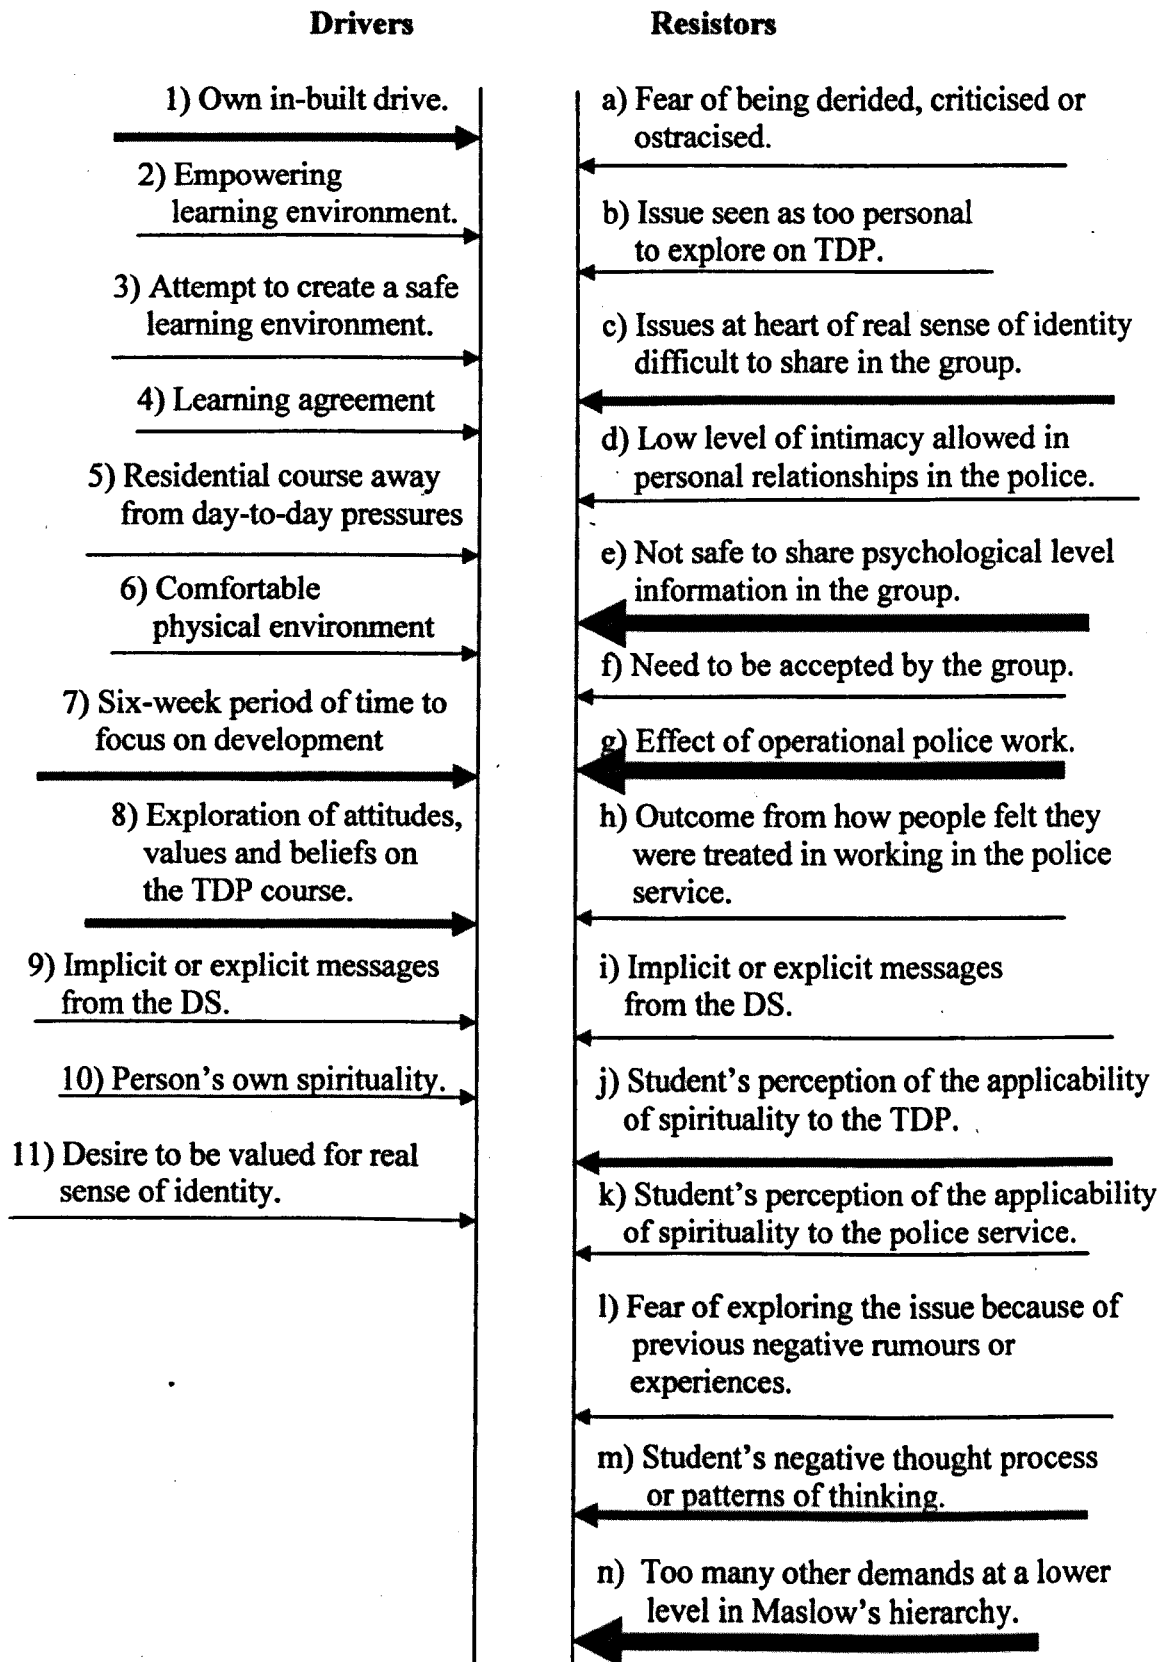 Drivers
1) Own in-built drive.
2) Empowering
learning environment.
3) Attempt to create a safe
learning environment.
4) Learning agreement
5) Residential course away
from day-to-day pressures
6) Comfortable
physical environment
7) Six-week period of time to
focus on development
8) Exploration of attitudes,
values and beliefs on
the TDP course.
9) Implicit or explicit messages
from the DS.
10) Person's own spirituality.
11) Desire to be valued for real
sense of identity.
Resistors
a) Fear of being derided, criticised or
ostracised.
b) Issue seen as too personal
to explore on TDP.
c) Issues at heart of real sense of identity
difficult to share in the group.
d) Low level of intimacy allowed in
personal relationships in the police.
e) Not safe to share psychological level
information in the group.
f) Need to be accepted by the group.
g) Effect of operational police work.
h) Outcome from how people felt they
were treated in working in the police
service.
i) Implicit or explicit messages
from the DS.
j) Student's perception of the applicability
of spirituality to the TDP.
k) Student's perception of the applicability
of spirituality to the police service.
l) Fear of exploring the issue because of
previous negative rumours or
experiences.
m) Student's negative thought process
or patterns of thinking.
n) Too many other demands at a lower
level in Maslow's hierarchy.